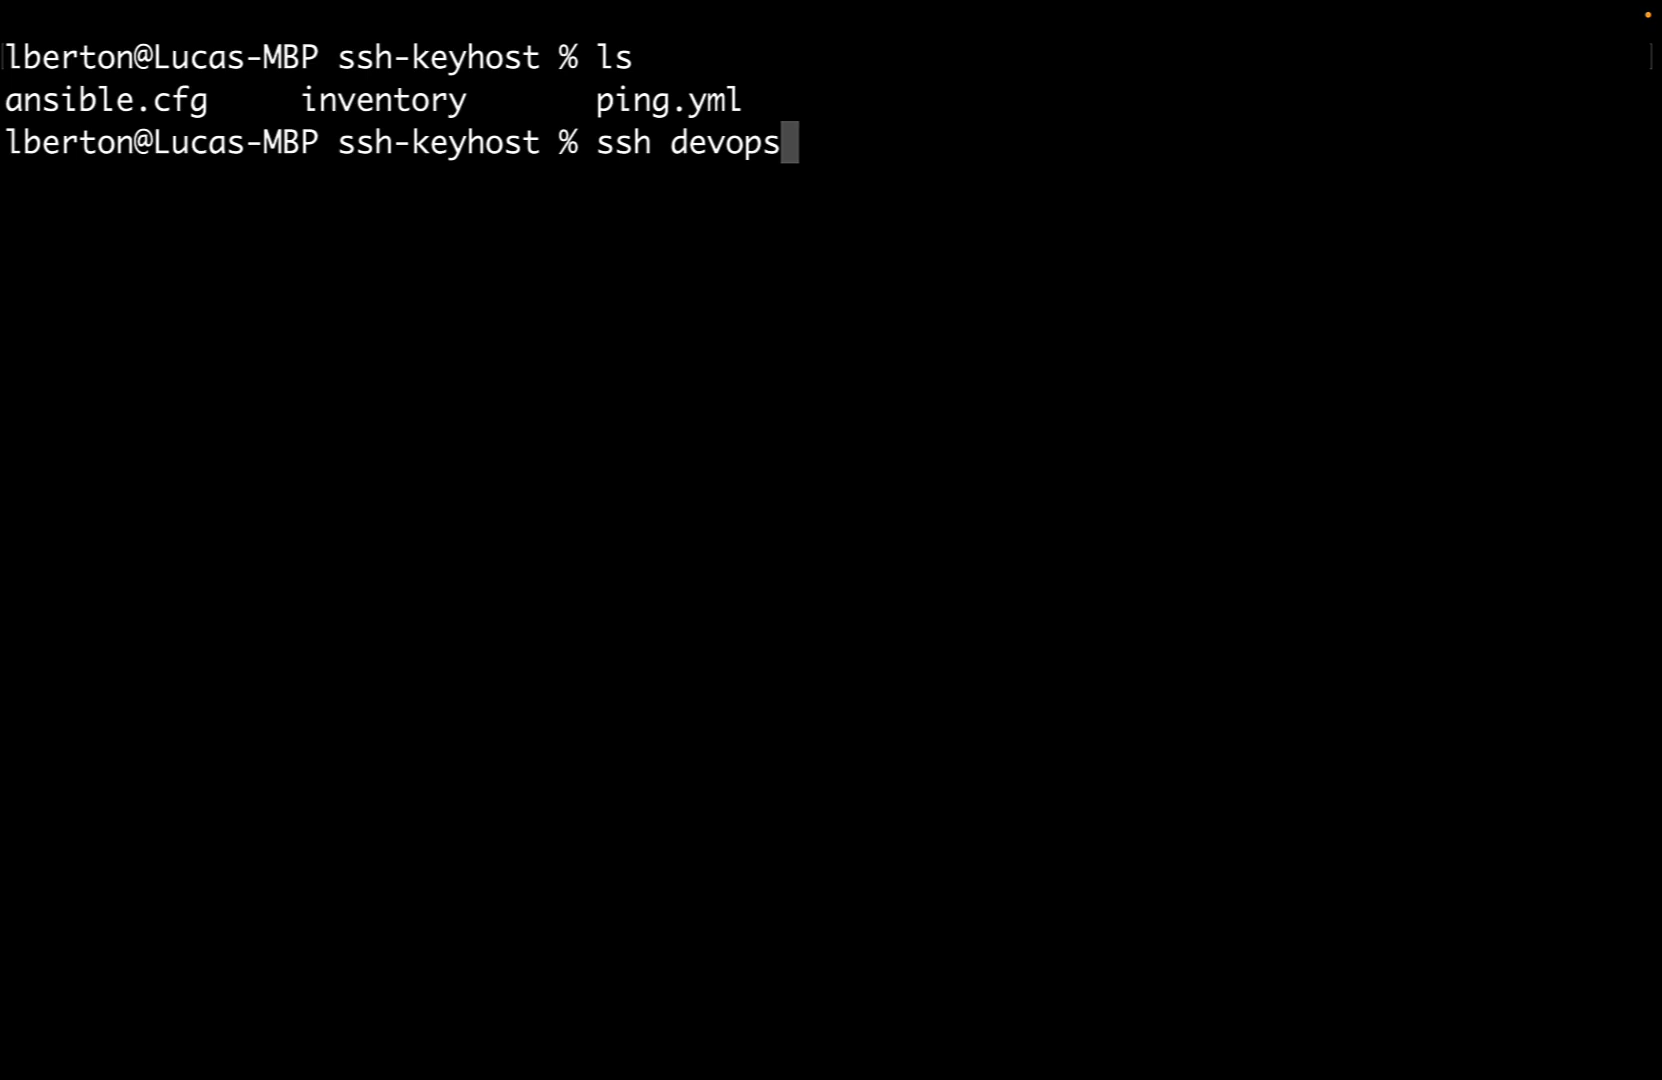 lberton@Lucas-MBP ssh-keyhost % ls
ansible.cfg     inventory       ping.yml
lberton@Lucas-MBP ssh-keyhost % ssh devops